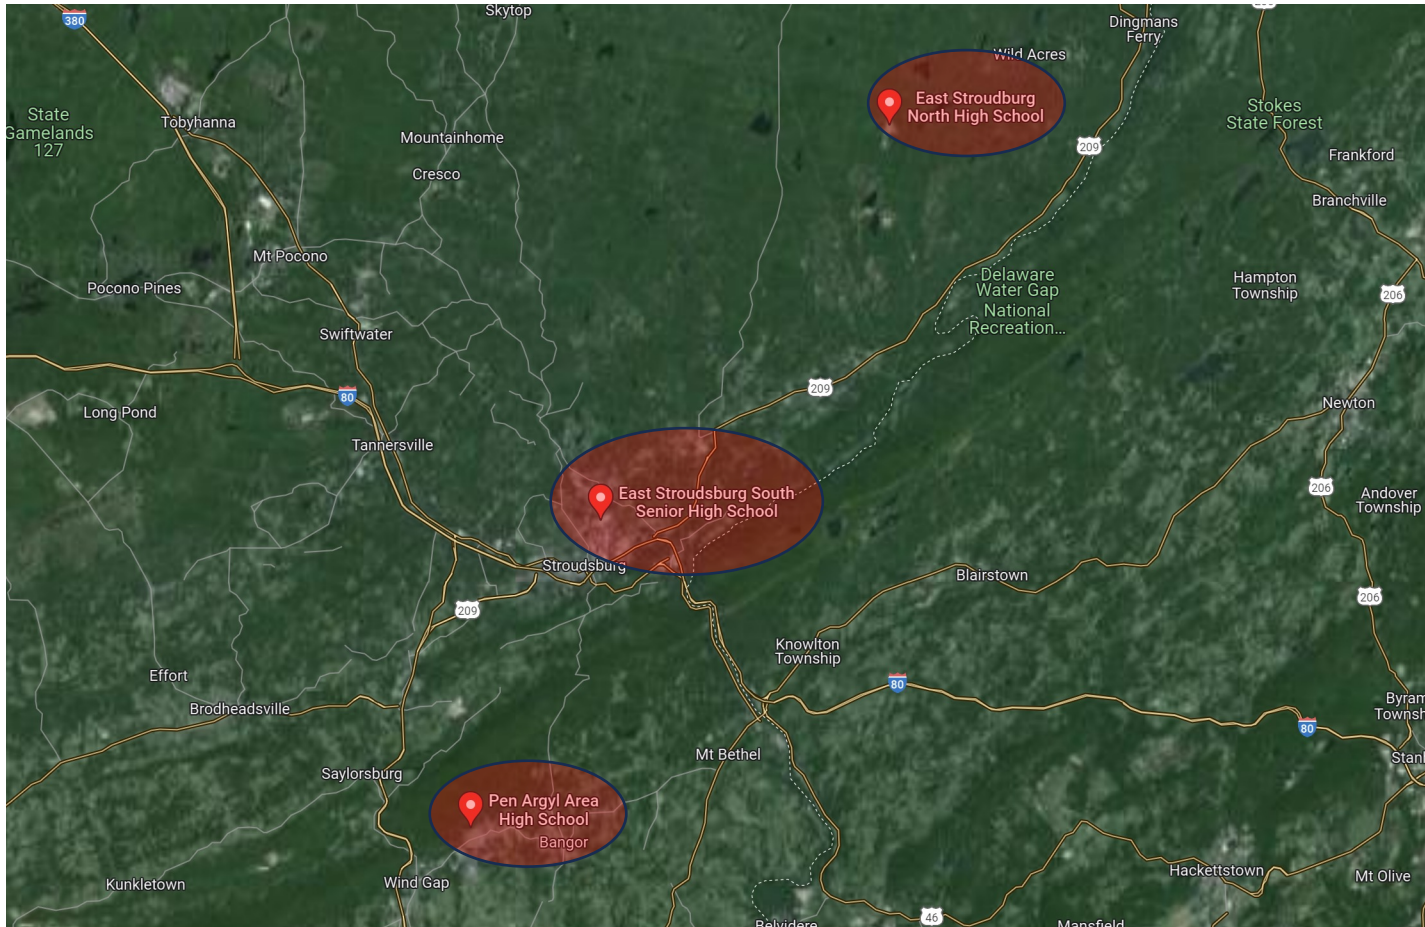 380
Skytop
Dingmans
Ferry
Wild Acres
State
Gamelands
127
Tobyhanna
East Stroudburg
North High School
Stokes
State Forest
Mountainhome
209
Frankford
Cresco
Branchville
Mt Pocono
Delaware
Water Gap
National
Recreation...
Hampton
Township
Pocono Pines
206
Swiftwater
80
209
Long Pond
Newton
Tannersville
East Stroudsburg South
Senior High School
206
Andover
Township
Stroudsburg
Blairstown
209
206
Knowlton
Township
Effort
80
Brodheadsville
Byram
Townsh
80
Mt Bethel
Stanh
Saylorsburg
Pen Argyl Area
High School
Bangor
Kunkletown
Wind Gap
Hackettstown
Mt Olive
46
Belvidere
Mansfield